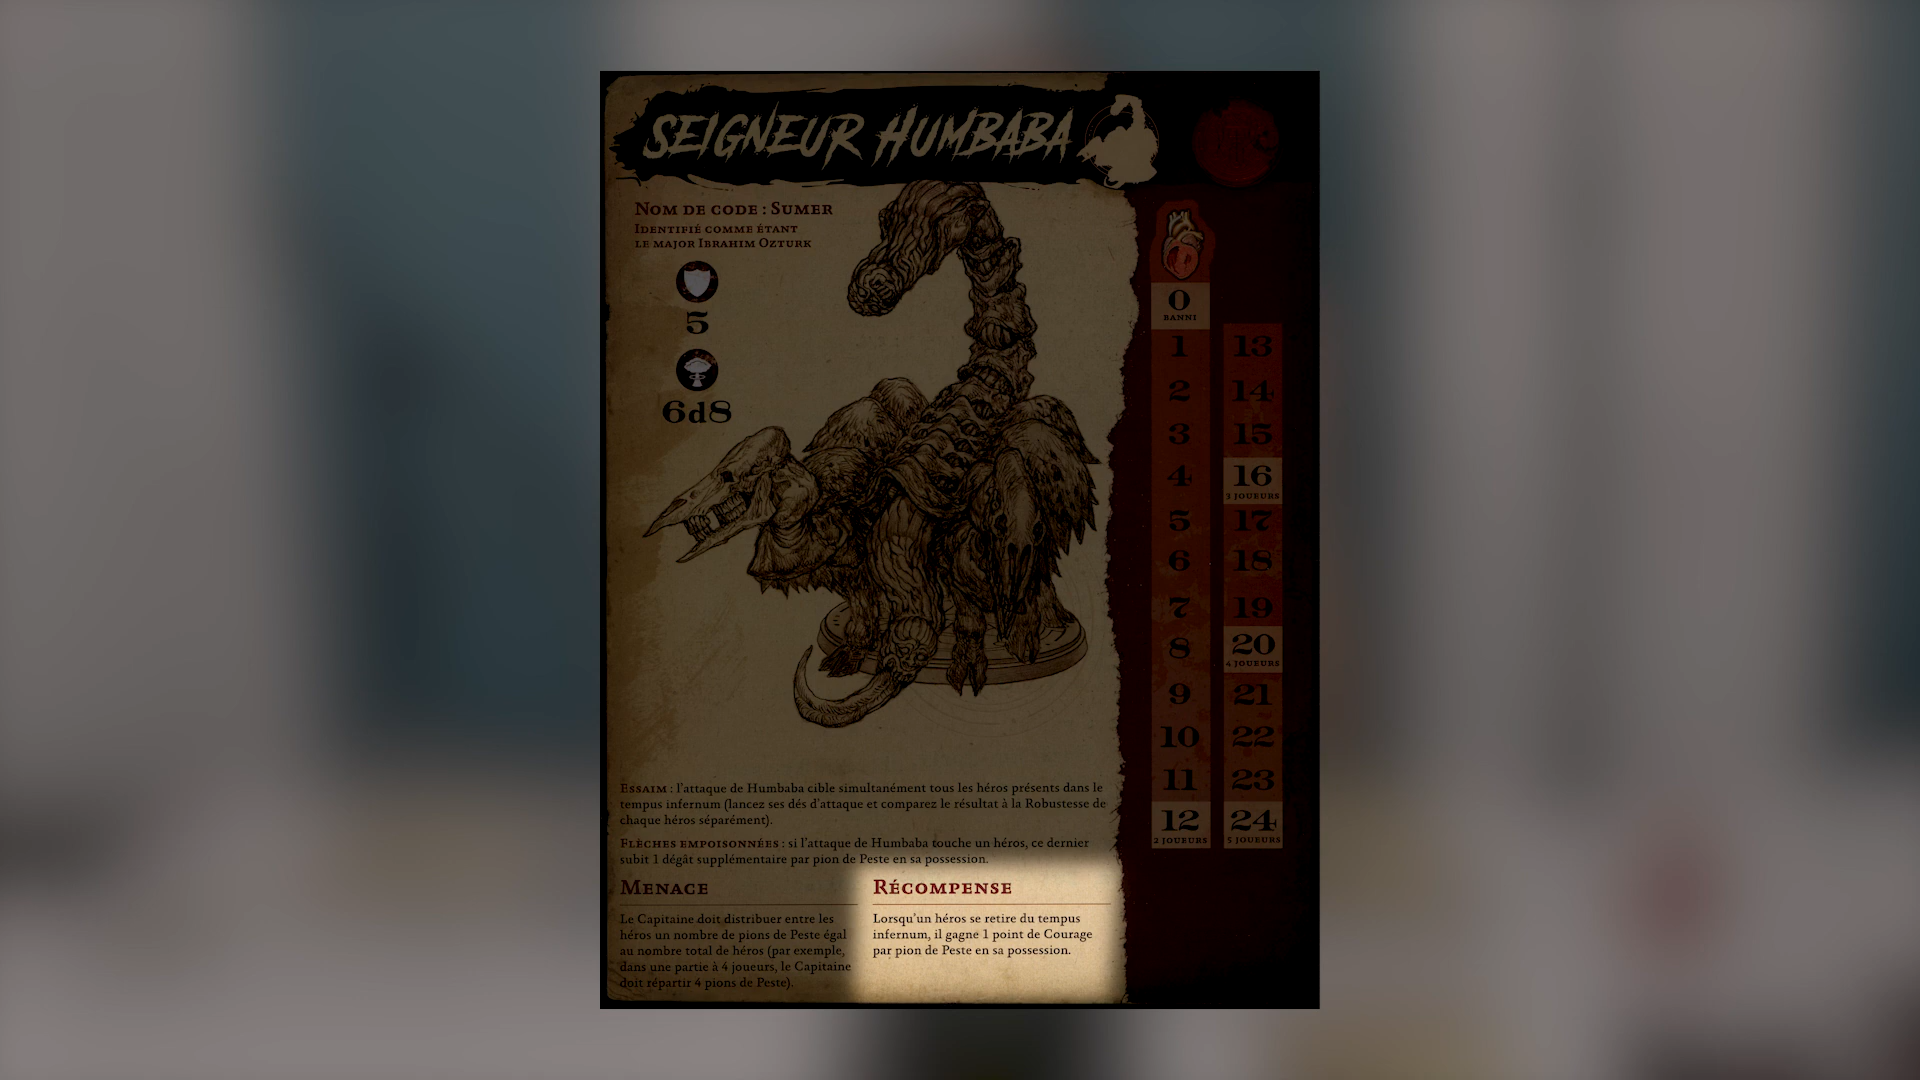 SEIGNEUR HUMBABA
NOM DE CODE : SUMER
IDENTIFIÉ COMME ÉTANT
LE MAJOR IBRAHIM OZTURK
5
6d8
0
BANNI
1
2
3
4
5
6
7
8
9
10
11
12
2 JOUEURS
13
14
15
16
3 JOUEURS
17
18
19
20
4 JOUEURS
21
22
23
24
5 JOUEURS
ESSAIM : l'attaque de Humbaba cible simultanément tous les héros présents dans le
tempus infernum (lancez ses dés d'attaque et comparez le résultat à la Robustesse de
chaque héros séparément).
FLÈCHES EMPOISONNÉES : si l'attaque de Humbaba touche un héros, ce dernier
subit 1 dégât supplémentaire par pion de Peste en sa possession.
MENACE
Le Capitaine doit distribuer entre les
héros un nombre de pions de Peste égal
au nombre total de héros (par exemple,
dans une partie à 4 joueurs, le Capitaine
doit répartir 4 pions de Peste).
RÉCOMPENSE
Lorsqu'un héros se retire du tempus
infernum, il gagne 1 point de Courage
par pion de Peste en sa possession.